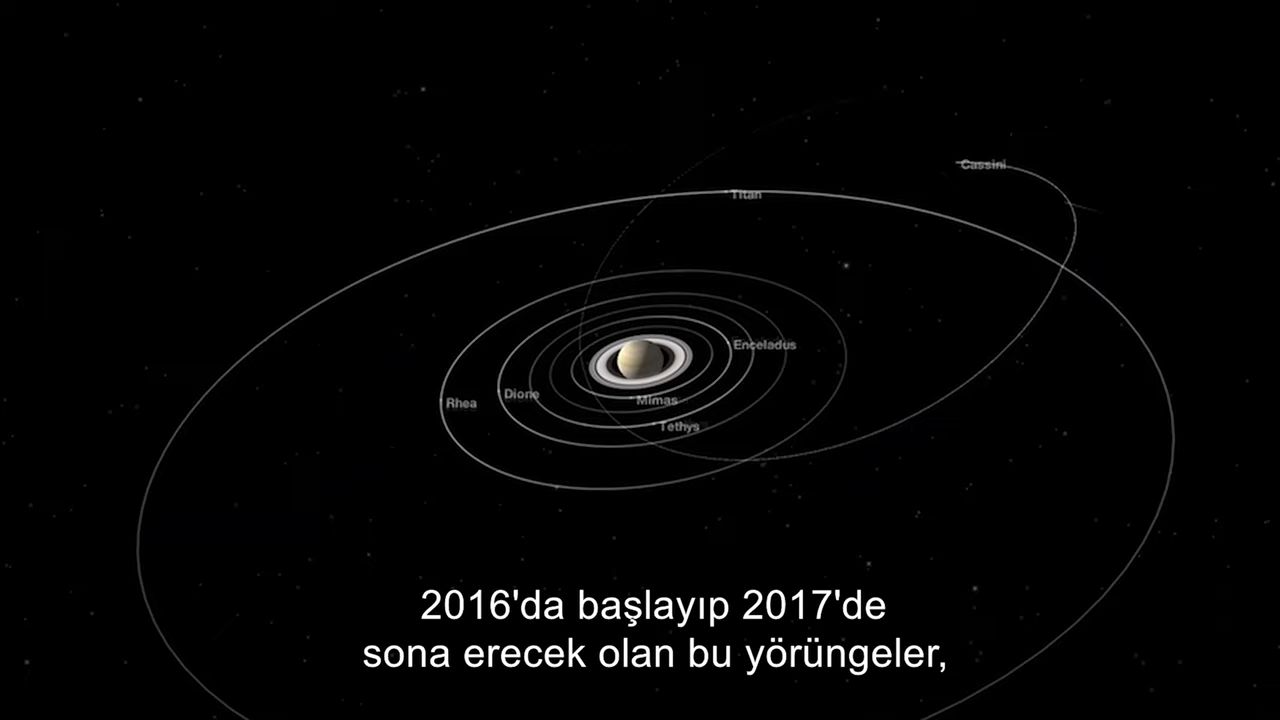 Cassini
Titan
Enceladus
Dione
Mimas
Rhea
Tethys
2016'da başlayıp 2017'de
sona erecek olan bu yörüngeler,